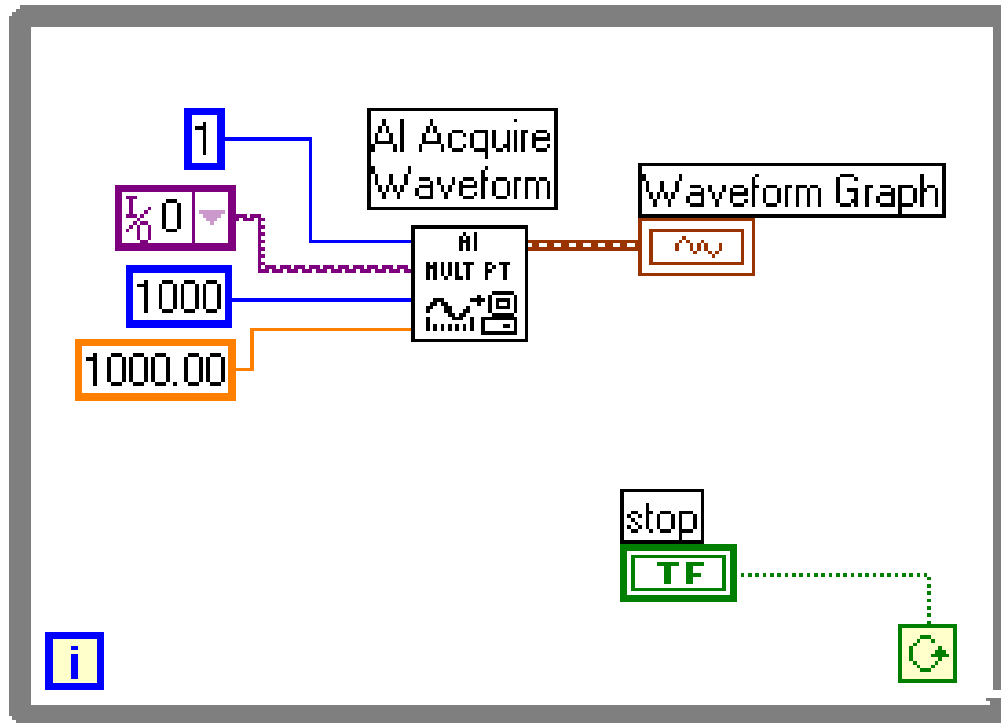 1
AI Acquire
Waveform
I/O 0
Waveform Graph
AI
MULT PT
1000
1000.00
stop
TF
i